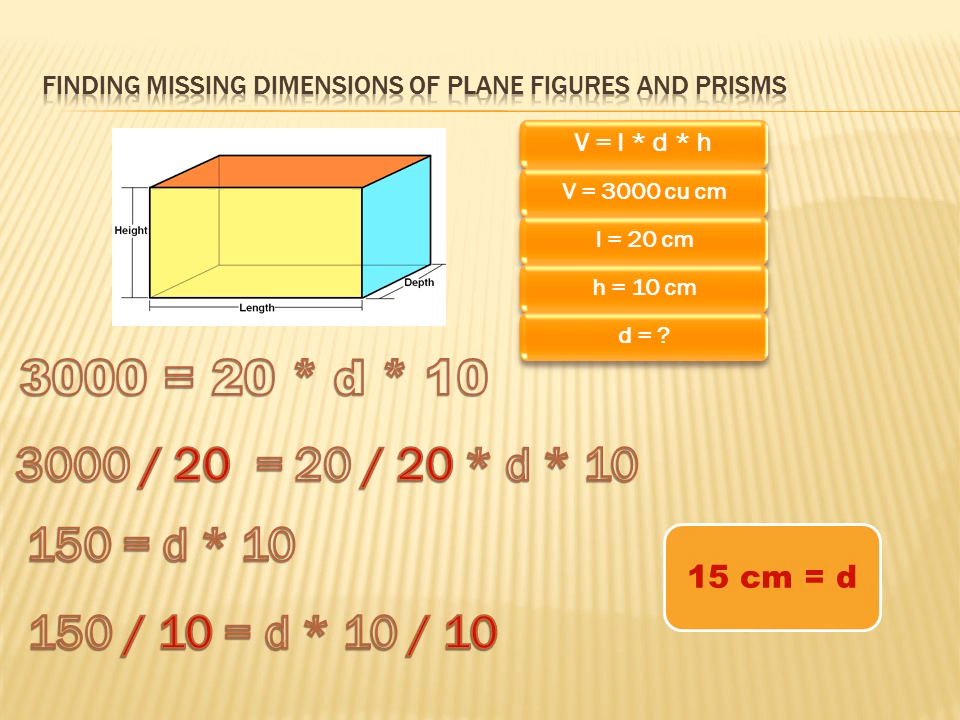 FINDING MISSING DIMENSIONS OF PLANE FIGURES AND PRISMS
Height
Depth
Length
V = l * d * h
V = 3000 cu cm
l = 20 cm
h = 10 cm
d = ?
3000 = 20 * d * 10
3000 / 20 = 20 / 20 * d * 10
150 = d * 10
150 / 10 = d * 10 / 10
15 cm = d